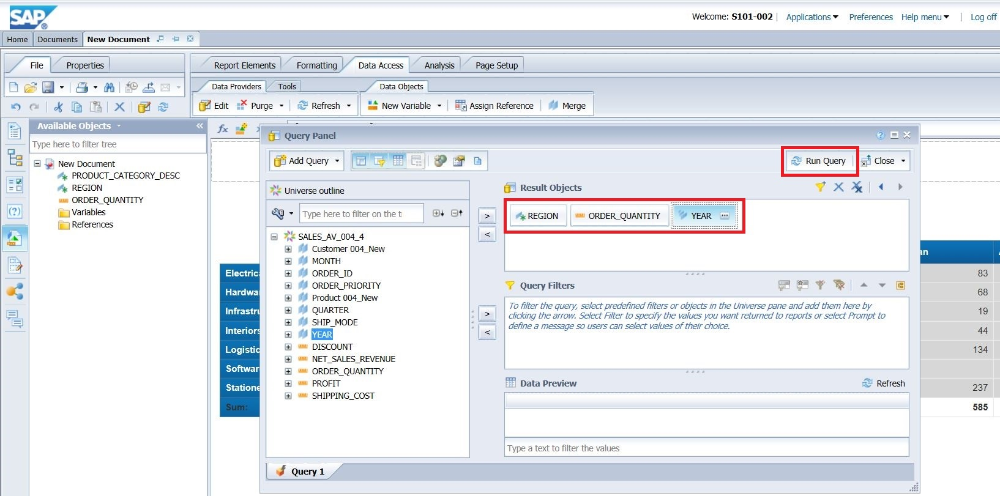 SAP
Welcome: S101-002 | Applications Preferences Help menu | Log off
Home Documents New Document
File Properties Report Elements Formatting Data Access Analysis Page Setup
Data Providers Tools Data Objects
Edit Purge Refresh New Variable Assign Reference Merge
Available Objects
Type here to filter tree
New Document
PRODUCT_CATEGORY_DESC
REGION
ORDER_QUANTITY
Variables
References
fx
Query Panel
Add Query Run Query Close
Universe outline
Type here to filter on the t
SALES_AV_004_4
Customer 004_New
MONTH
ORDER_ID
ORDER_PRIORITY
Product 004_New
QUARTER
SHIP_MODE
YEAR
DISCOUNT
NET_SALES_REVENUE
ORDER_QUANTITY
PROFIT
SHIPPING_COST
>
<
>
<
Result Objects
REGION ORDER_QUANTITY YEAR
Query Filters
To filter the query, select predefined filters or objects in the Universe pane and add them here by
clicking the arrow. Select Filter to specify the values you want returned to reports or select Prompt to
define a message so users can select values of their choice.
Data Preview Refresh
Type a text to filter the values
Query 1
Electrica
Hardwa
Infrastru
Interiors
Logistic
Softwar
Statione
Sum:
an
83
68
19
44
134
237
585